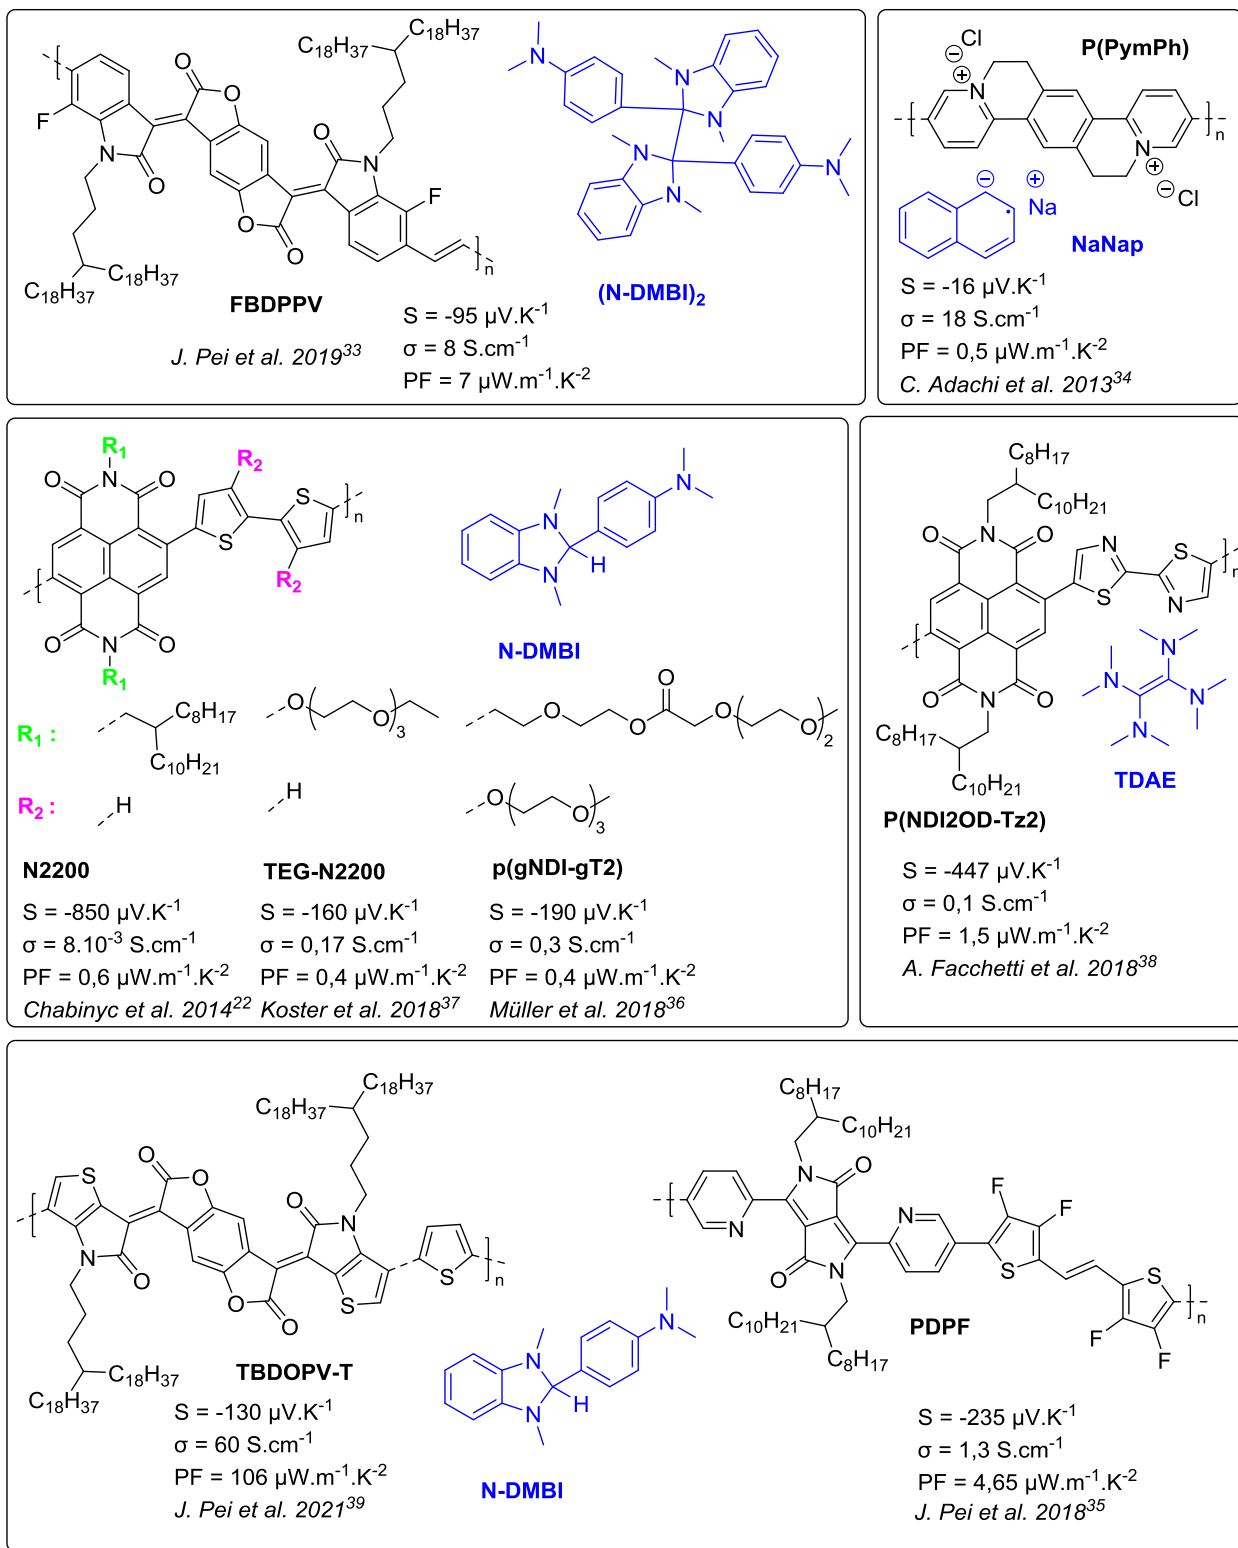 C18H37
C18H37
F
N
O
O
O
O
O
O
N
F
n
C18H37
C18H37
FBDPPV
N
N
N
N
N
N
(N-DMBI)2
S = -95 µV.K-1
σ = 8 S.cm-1
PF = 7 µW.m-1.K-2
J. Pei et al. 201933
P(PymPh)
Cl
N
n
N
Cl
Na
NaNap
S = -16 µV.K-1
σ = 18 S.cm-1
PF = 0,5 µW.m-1.K-2
C. Adachi et al. 201334
R1
O N O
R2
S
S
n
R2
O N O
R1
N
N
N
H
N-DMBI
R1 :
C8H17
C10H21
O
O
3
O
O
O
O
O
2
R2 :
H
H
O
O
3
N2200
S = -850 µV.K-1
σ = 8.10-3 S.cm-1
PF = 0,6 µW.m-1.K-2
Chabinyc et al. 201422
TEG-N2200
S = -160 µV.K-1
σ = 0,17 S.cm-1
PF = 0,4 µW.m-1.K-2
Koster et al. 201837
p(gNDI-gT2)
S = -190 µV.K-1
σ = 0,3 S.cm-1
PF = 0,4 µW.m-1.K-2
Müller et al. 201836
C8H17
C10H21
O N O
N
S
S
N
n
O N O
C8H17
C10H21
N
N
N
N
TDAE
P(NDI2OD-Tz2)
S = -447 µV.K-1
σ = 0,1 S.cm-1
PF = 1,5 µW.m-1.K-2
A. Facchetti et al. 201838
C18H37
C18H37
S
N
O
O
O
O
O
O
N
S
S
n
C18H37
C18H37
TBDOPV-T
S = -130 µV.K-1
σ = 60 S.cm-1
PF = 106 µW.m-1.K-2
J. Pei et al. 202139
N
N
N
H
N-DMBI
C8H17
C10H21
N
N
O
O
N
N
F
F
S
S
F
F
n
C10H21
C8H17
PDPF
S = -235 µV.K-1
σ = 1,3 S.cm-1
PF = 4,65 µW.m-1.K-2
J. Pei et al. 201835